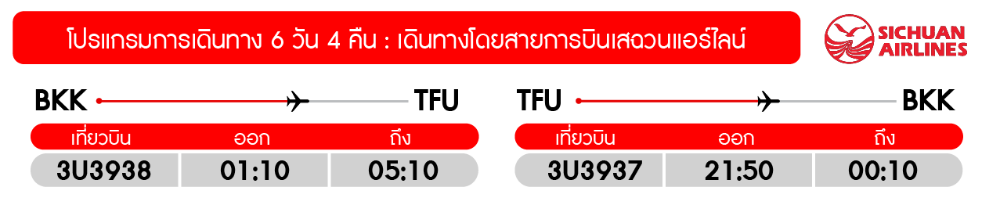 โปรแกรมการเดินทาง 6 วัน 4 คืน : เดินทางโดยสายการบินเสฉวนแอร์ไลน์
SICHUAN
AIRLINES
BKK TFU
เที่ยวบิน ออก ถึง
3U3938 01:10 05:10
TFU BKK
เที่ยวบิน ออก ถึง
3U3937 21:50 00:10